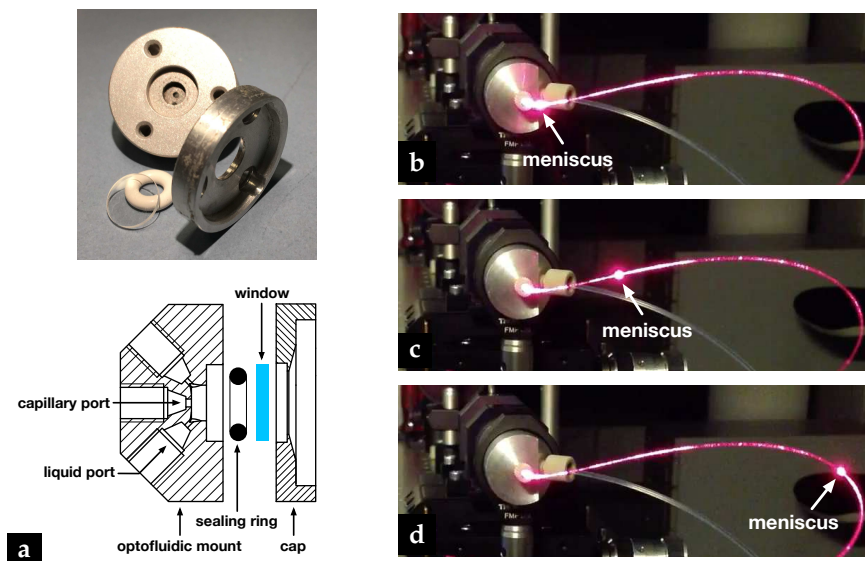 window
capillary port
liquid port
sealing ring
optofluidic mount
cap
a
meniscus
b
meniscus
c
meniscus
d